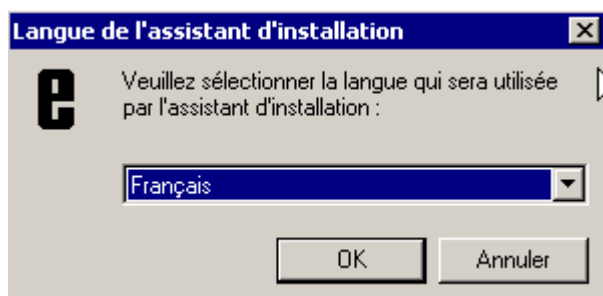 Langue de l'assistant d'installation
e
Veuillez sélectionner la langue qui sera utilisée
par l'assistant d'installation :
Français
OK
Annuler